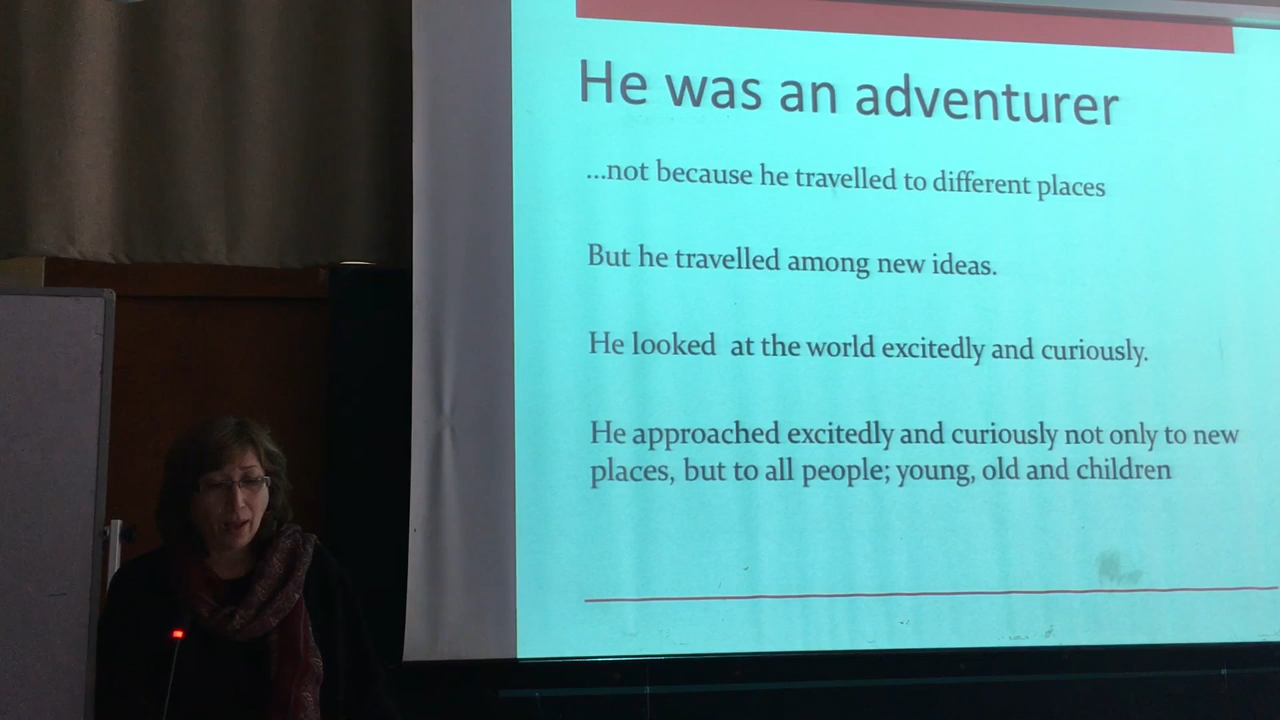 He was an adventurer
...not because he travelled to different places
But he travelled among new ideas.
He looked at the world excitedly and curiously.
He approached excitedly and curiously not only to new
places, but to all people; young, old and children